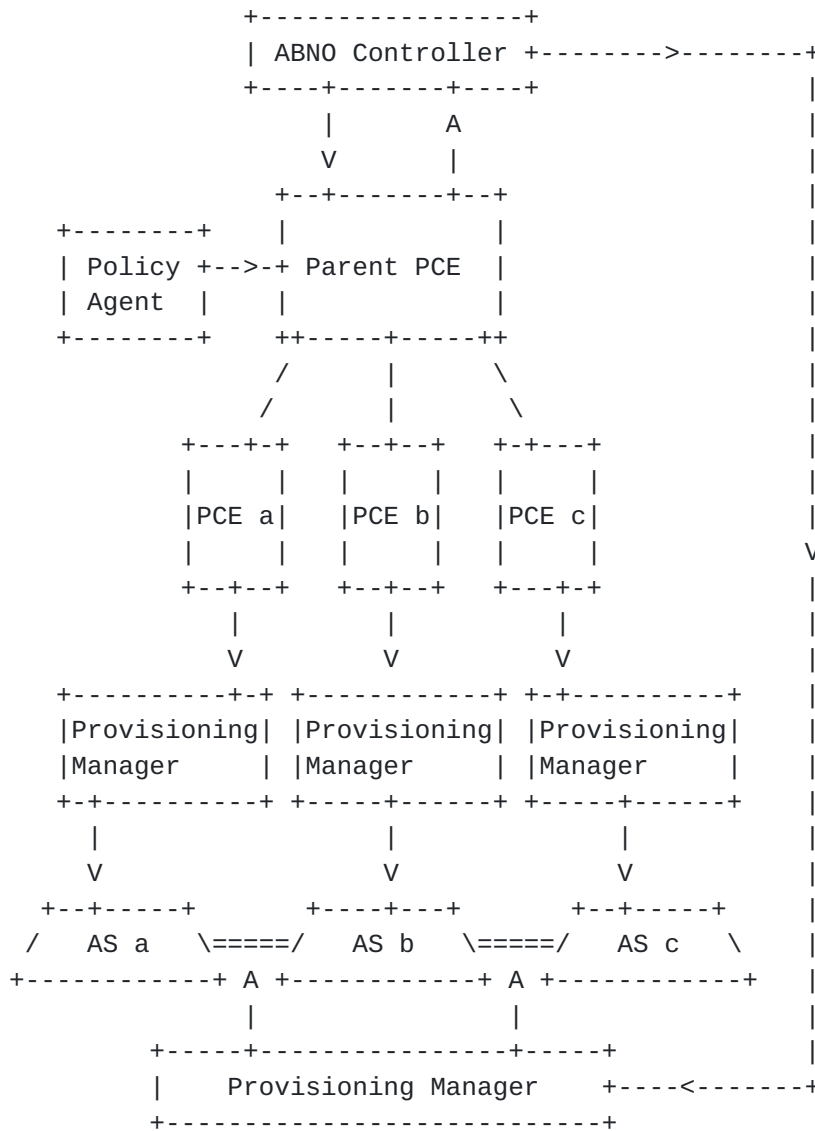 ABNO Controller
A
V
Policy
Parent PCE
Agent
PCE a PCE b PCE c
V
V V V
Provisioning Provisioning Provisioning
Manager Manager Manager
V V V
AS a AS b AS c
A A
Provisioning Manager